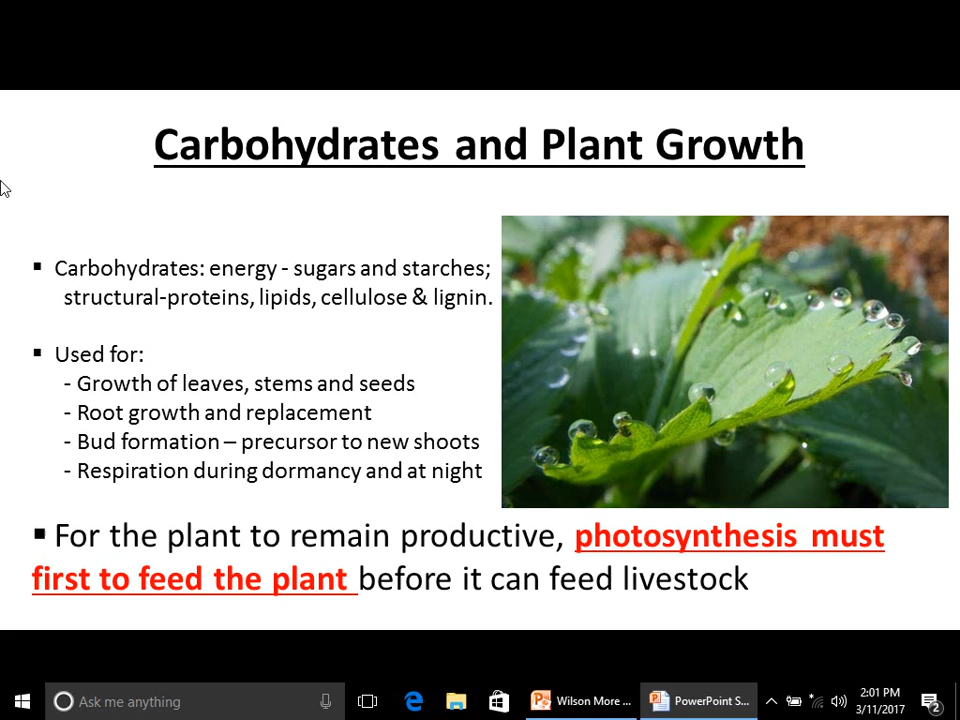 Carbohydrates and Plant Growth
▪ Carbohydrates: energy - sugars and starches;
structural-proteins, lipids, cellulose & lignin.
▪ Used for:
- Growth of leaves, stems and seeds
- Root growth and replacement
- Bud formation – precursor to new shoots
- Respiration during dormancy and at night
▪ For the plant to remain productive, photosynthesis must
first to feed the plant before it can feed livestock
Ask me anything
Wilson More ...
PowerPoint S...
2:01 PM
3/11/2017
2